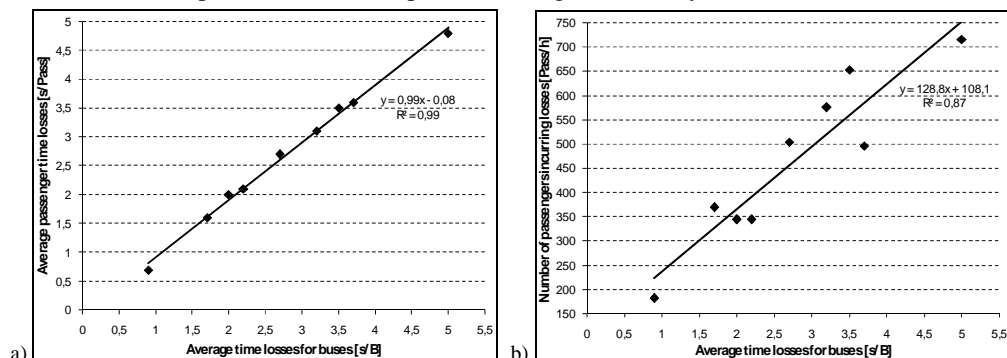 a)
Average passenger time losses [s/Pass]
5
4,5
4
3,5
3
2,5
2
1,5
1
0,5
0
y = 0,99x - 0,08
R² = 0,99
0 0,5 1 1,5 2 2,5 3 3,5 4 4,5 5 5,5
Average time losses for buses [s/B]
b)
Number of passengers incurring losses [Pass/h]
750
700
650
600
550
500
450
400
350
300
250
200
150
y = 128,8x + 108,1
R² = 0,87
0 0,5 1 1,5 2 2,5 3 3,5 4 4,5 5 5,5
Average time losses for buses [s/B]